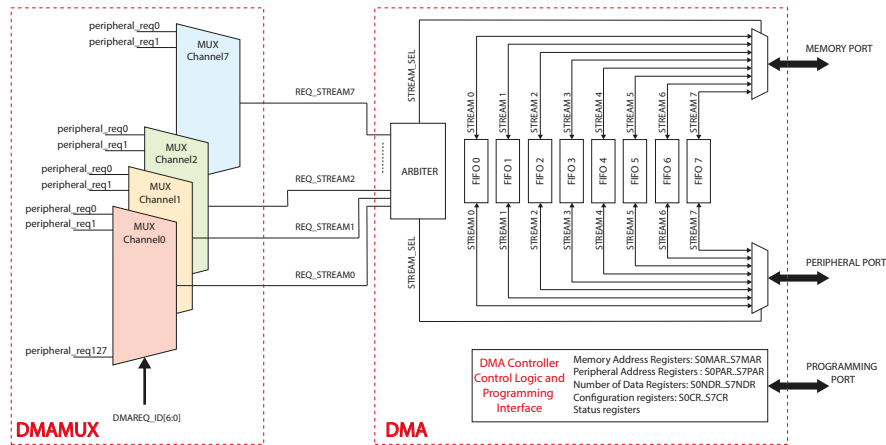 peripheral_req0
peripheral_req1
MUX
Channel7
peripheral_req0
peripheral_req1
MUX
Channel2
peripheral_req0
peripheral_req1
MUX
Channel1
peripheral_req0
peripheral_req1
MUX
Channel0
peripheral_req127
DMAREQ_ID[6:0]
DMAMUX
REQ_STREAM7
REQ_STREAM2
REQ_STREAM1
REQ_STREAM0
ARBITER
STREAM_SEL
STREAM_SEL
STREAM 0
STREAM 1
STREAM 2
STREAM 3
STREAM 4
STREAM 5
STREAM 6
STREAM 7
FIFO 0
FIFO 1
FIFO 2
FIFO 3
FIFO 4
FIFO 5
FIFO 6
FIFO 7
STREAM 0
STREAM 1
STREAM 2
STREAM 3
STREAM 4
STREAM 5
STREAM 6
STREAM 7
MEMORY PORT
PERIPHERAL PORT
DMA Controller
Control Logic and
Programming
Interface
Memory Address Registers: S0MAR..S7MAR
Peripheral Address Registers : S0PAR..S7PAR
Number of Data Registers: S0NDR..S7NDR
Configuration registers: S0CR..S7CR
Status registers
PROGRAMMING
PORT
DMA